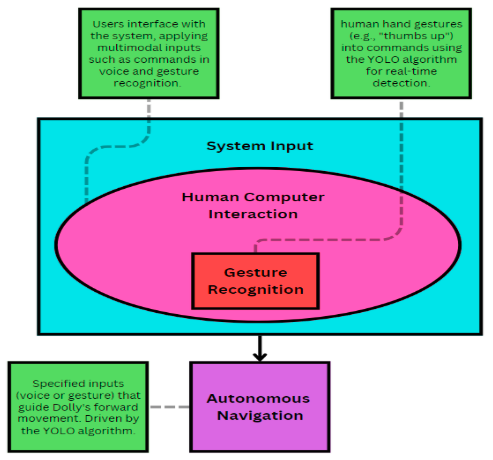 Users interface with
the system, applying
multimodal inputs
such as commands in
voice and gesture
recognition.
human hand gestures
(e.g., "thumbs up")
into commands using
the YOLO algorithm
for real-time
detection.
System Input
Human Computer
Interaction
Gesture
Recognition
Specified inputs
(voice or gesture) that
guide Dolly's forward
movement. Driven by
the YOLO algorithm.
Autonomous
Navigation